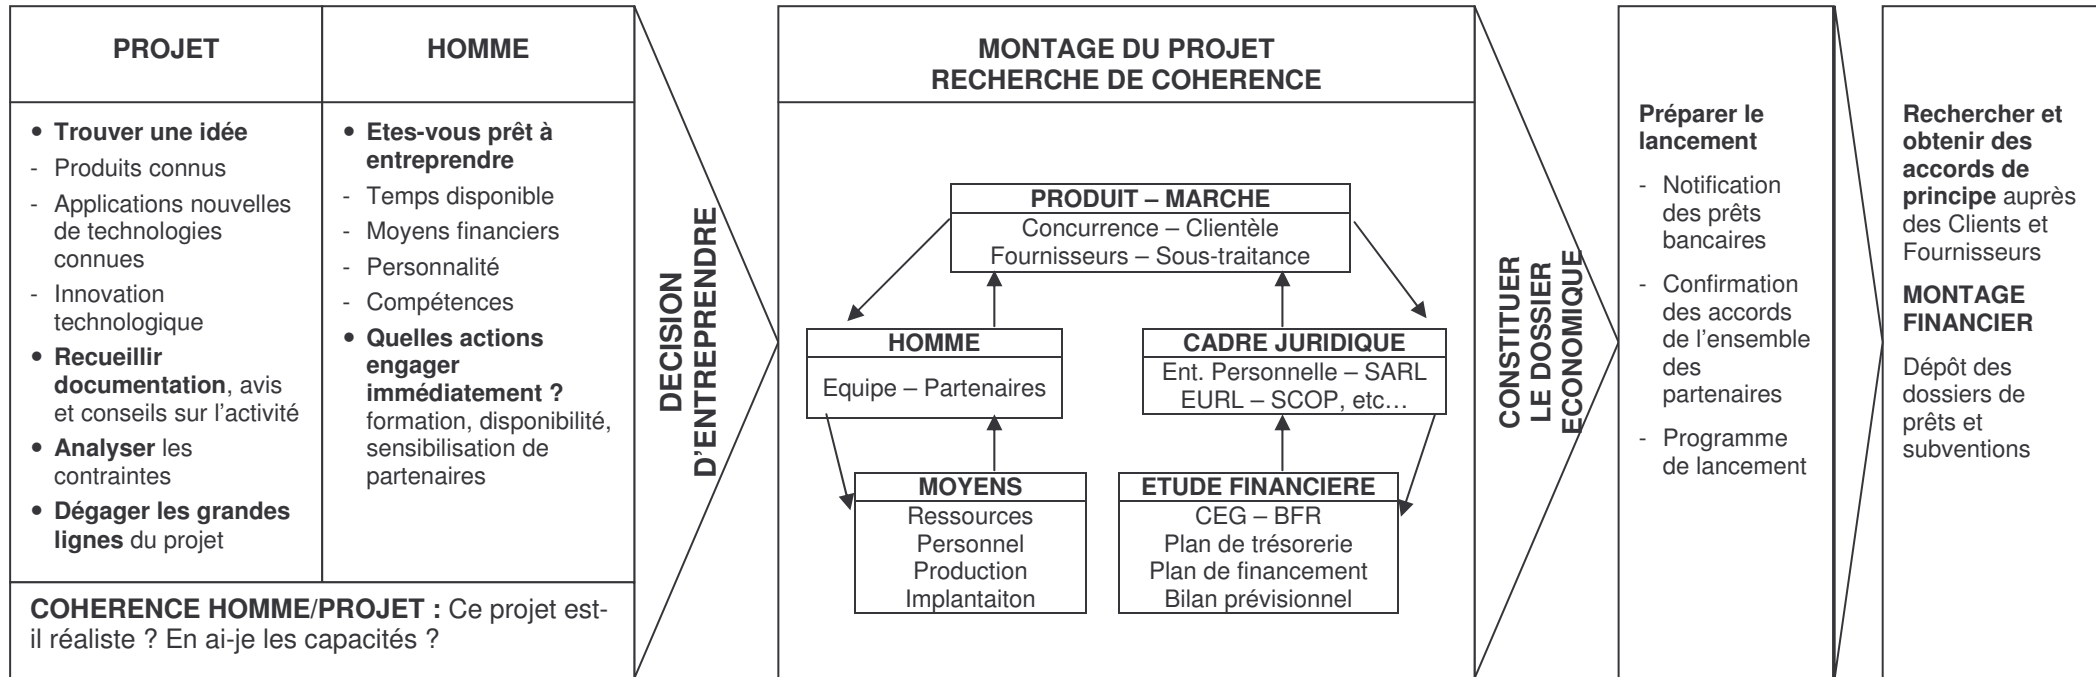 PROJET
• Trouver une idée
- Produits connus
- Applications nouvelles
de technologies
connues
- Innovation
technologique
• Recueillir
documentation, avis
et conseils sur l'activité
• Analyser les
contraintes
• Dégager les grandes
lignes du projet
HOMME
• Etes-vous prêt à
entreprendre
- Temps disponible
- Moyens financiers
- Personnalité
- Compétences
• Quelles actions
engager
immédiatement ?
formation, disponibilité,
sensibilisation de
partenaires
COHERENCE HOMME/PROJET : Ce projet est-
il réaliste ? En ai-je les capacités ?
DECISION
D'ENTREPRENDRE
MONTAGE DU PROJET
RECHERCHE DE COHERENCE
PRODUIT – MARCHE
Concurrence – Clientèle
Fournisseurs – Sous-traitance
HOMME
Equipe – Partenaires
CADRE JURIDIQUE
Ent. Personnelle – SARL
EURL – SCOP, etc…
MOYENS
Ressources
Personnel
Production
Implantaiton
ETUDE FINANCIERE
CEG – BFR
Plan de trésorerie
Plan de financement
Bilan prévisionnel
CONSTITUER
LE DOSSIER
ECONOMIQUE
Préparer le
lancement
- Notification
des prêts
bancaires
- Confirmation
des accords
de l'ensemble
des
partenaires
- Programme
de lancement
Rechercher et
obtenir des
accords de
principe auprès
des Clients et
Fournisseurs
MONTAGE
FINANCIER
Dépôt des
dossiers de
prêts et
subventions